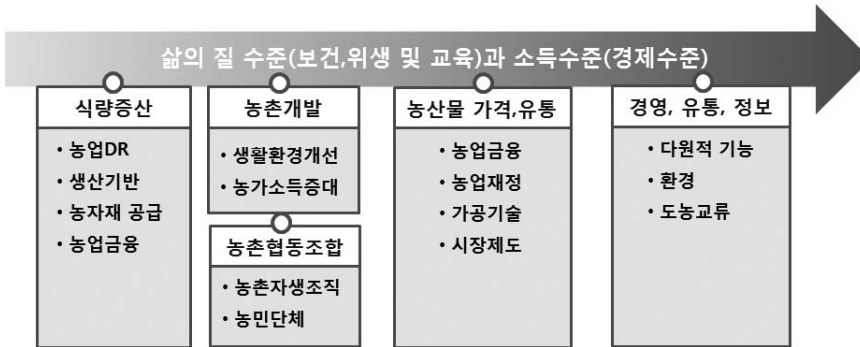 삶의 질 수준(보건,위생 및 교육)과 소득수준(경제수준)
식량증산
• 농업DR
• 생산기반
• 농자재 공급
• 농업금융
농촌개발
• 생활환경개선
• 농가소득증대
농촌협동조합
• 농촌자생조직
• 농민단체
농산물 가격,유통
• 농업금융
• 농업재정
• 가공기술
• 시장제도
경영, 유통, 정보
• 다원적 기능
• 환경
• 도농교류